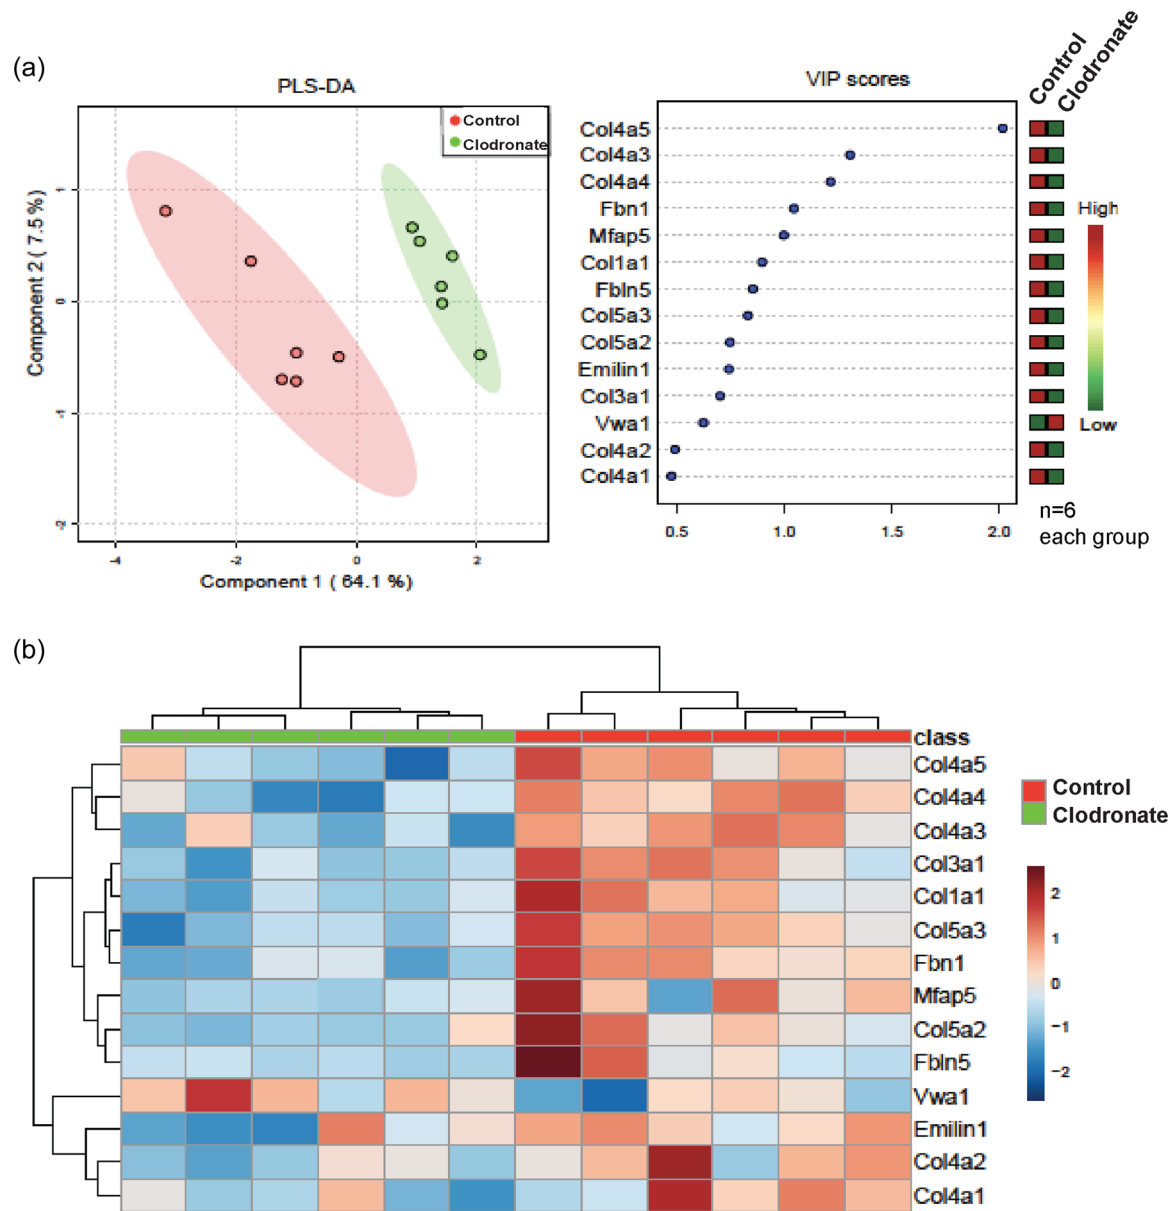 (a)
PLS-DA
Control
Clodronate
Component 2 ( 7.5 %)
1
0
-1
-2
-4
-2
0
2
Component 1 ( 64.1 %)
VIP scores
Control
Clodronate
Col4a5
Col4a3
Col4a4
Fbn1
Mfap5
Col1a1
Fbln5
Col5a3
Col5a2
Emilin1
Col3a1
Vwa1
Col4a2
Col4a1
0.5
1.0
1.5
2.0
High
Low
n=6
each group
(b)
class
Col4a5
Col4a4
Col4a3
Col3a1
Col1a1
Col5a3
Fbn1
Mfap5
Col5a2
Fbln5
Vwa1
Emilin1
Col4a2
Col4a1
Control
Clodronate
2
1
0
−1
−2